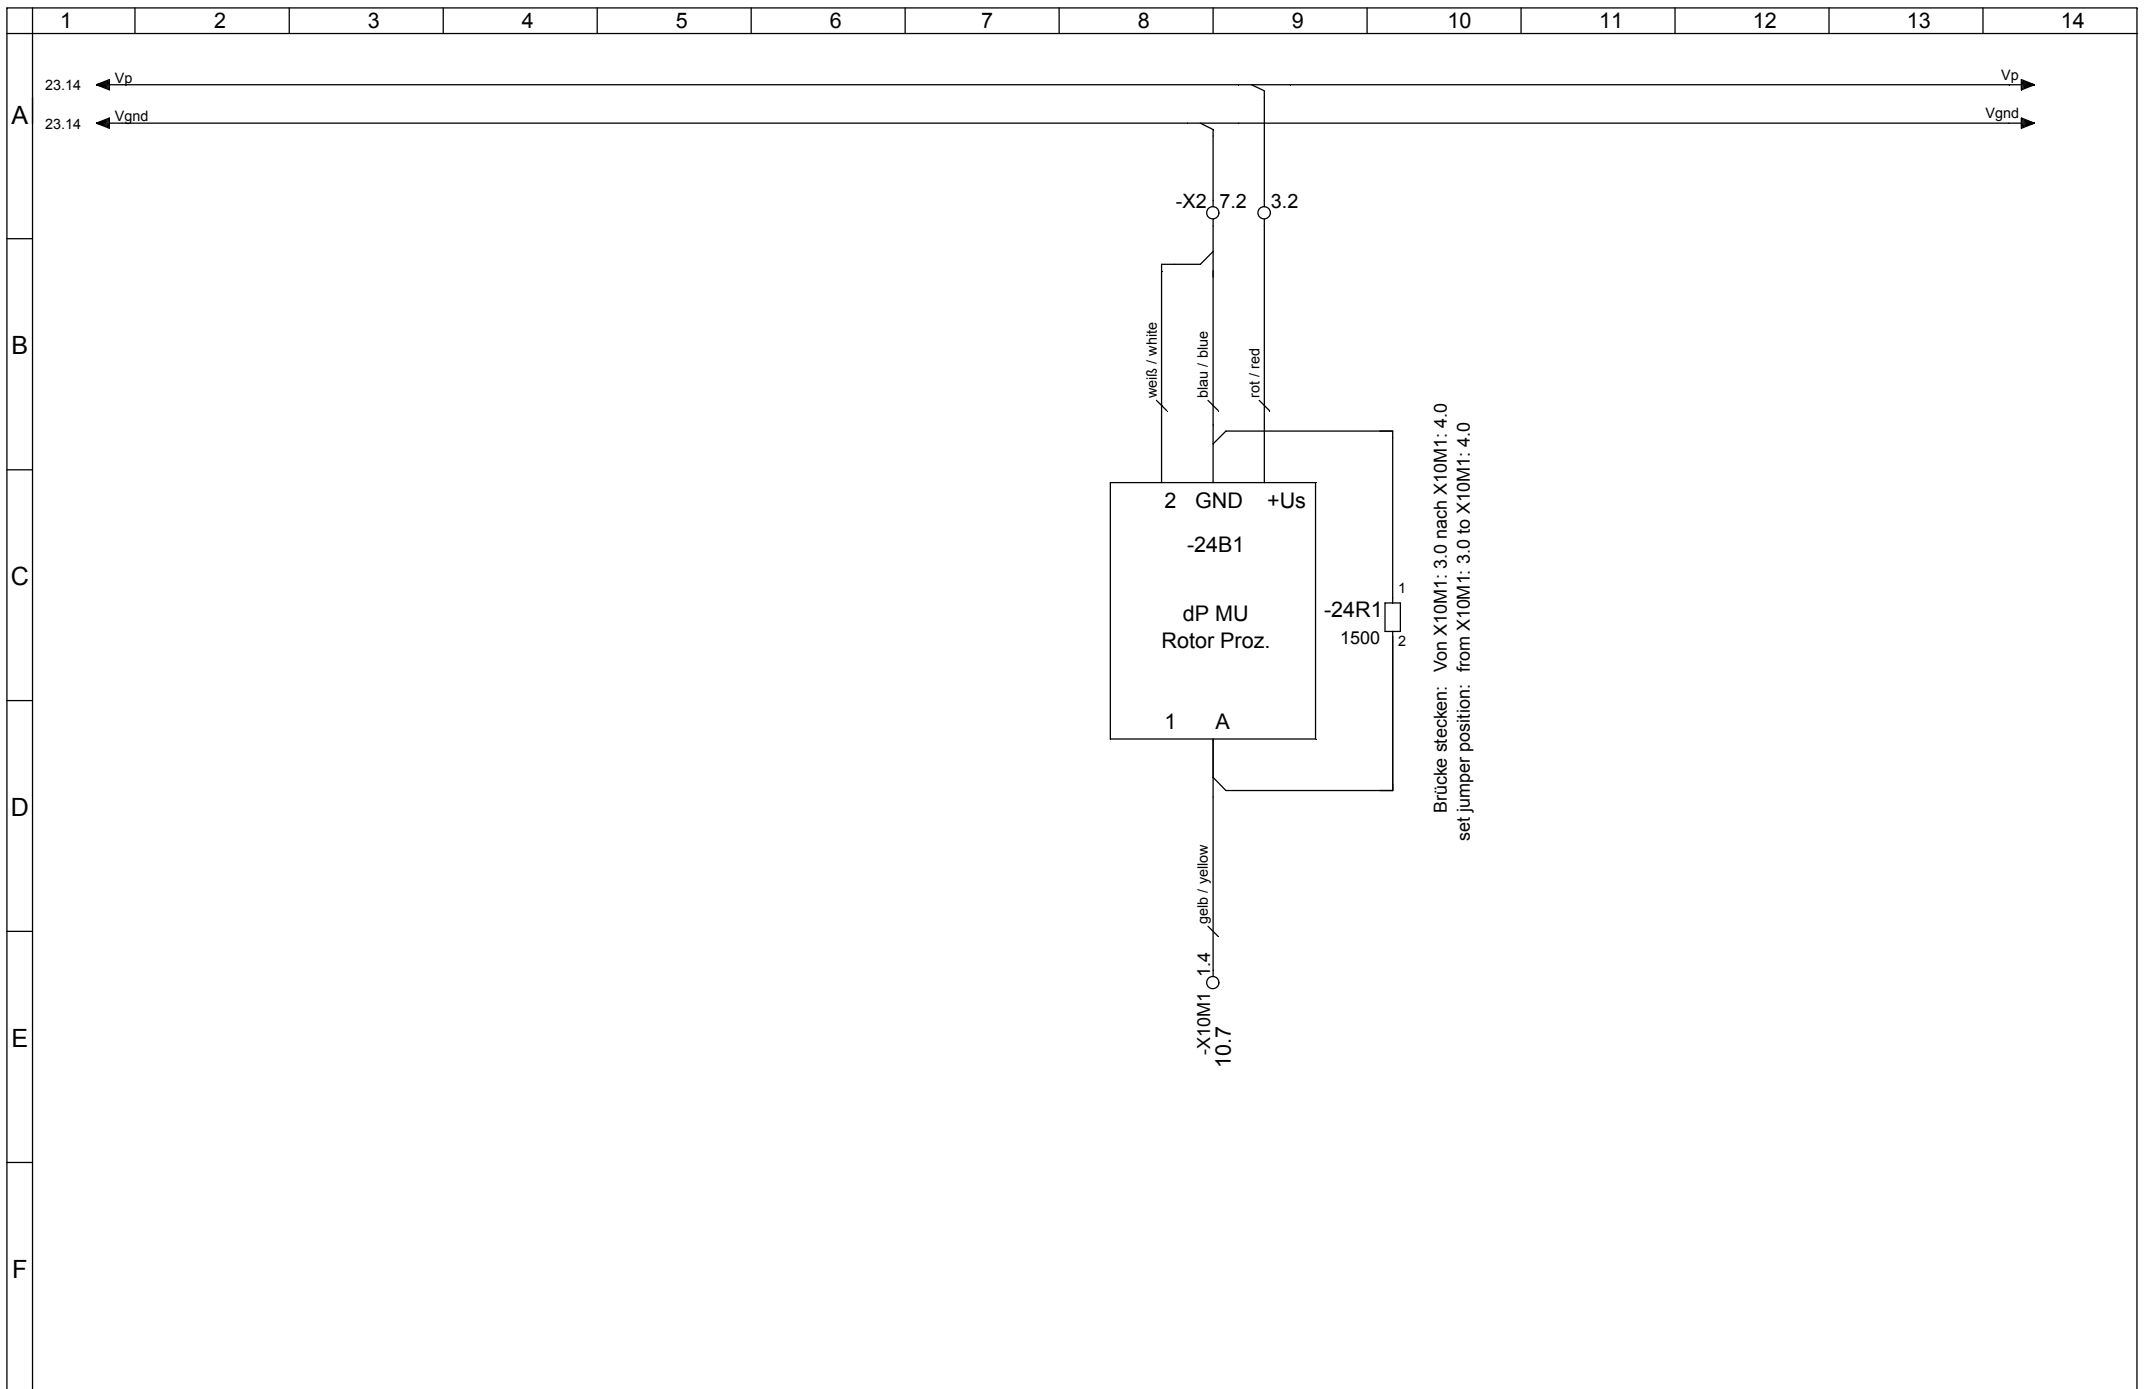 1 2 3 4 5 6 7 8 9 10 11 12 13 14
23.14 Vp Vp
A
23.14 Vgnd Vgnd
-X2 7.2 3.2
B
weiß / white
blau / blue
rot / red
2 GND +Us
-24B1
C
dP MU
Rotor Proz.
1 A
-24R1
1500
1
2
Brücke stecken: Von X10M1: 3.0 nach X10M1: 4.0
set jumper position: from X10M1: 3.0 to X10M1: 4.0
D
gelb / yellow
-X10M1 1.4
10.7
E
F